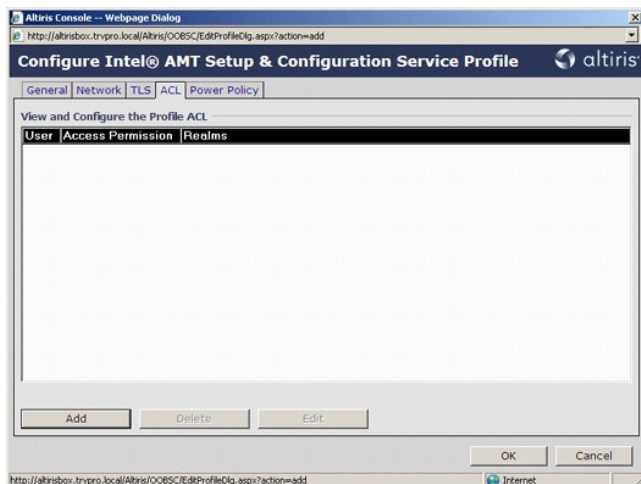 Altiris Console -- Webpage Dialog
http://altirisbox.trvpro.local/Altiris/OOBSC/EditProfileDlg.aspx?action=add
Configure Intel® AMT Setup & Configuration Service Profile
altiris
General Network TLS ACL Power Policy
View and Configure the Profile ACL
User Access Permission Realms
Add Delete Edit
OK Cancel
http://altirisbox.trvpro.local/Altiris/OOBSC/EditProfileDlg.aspx?action=add Internet